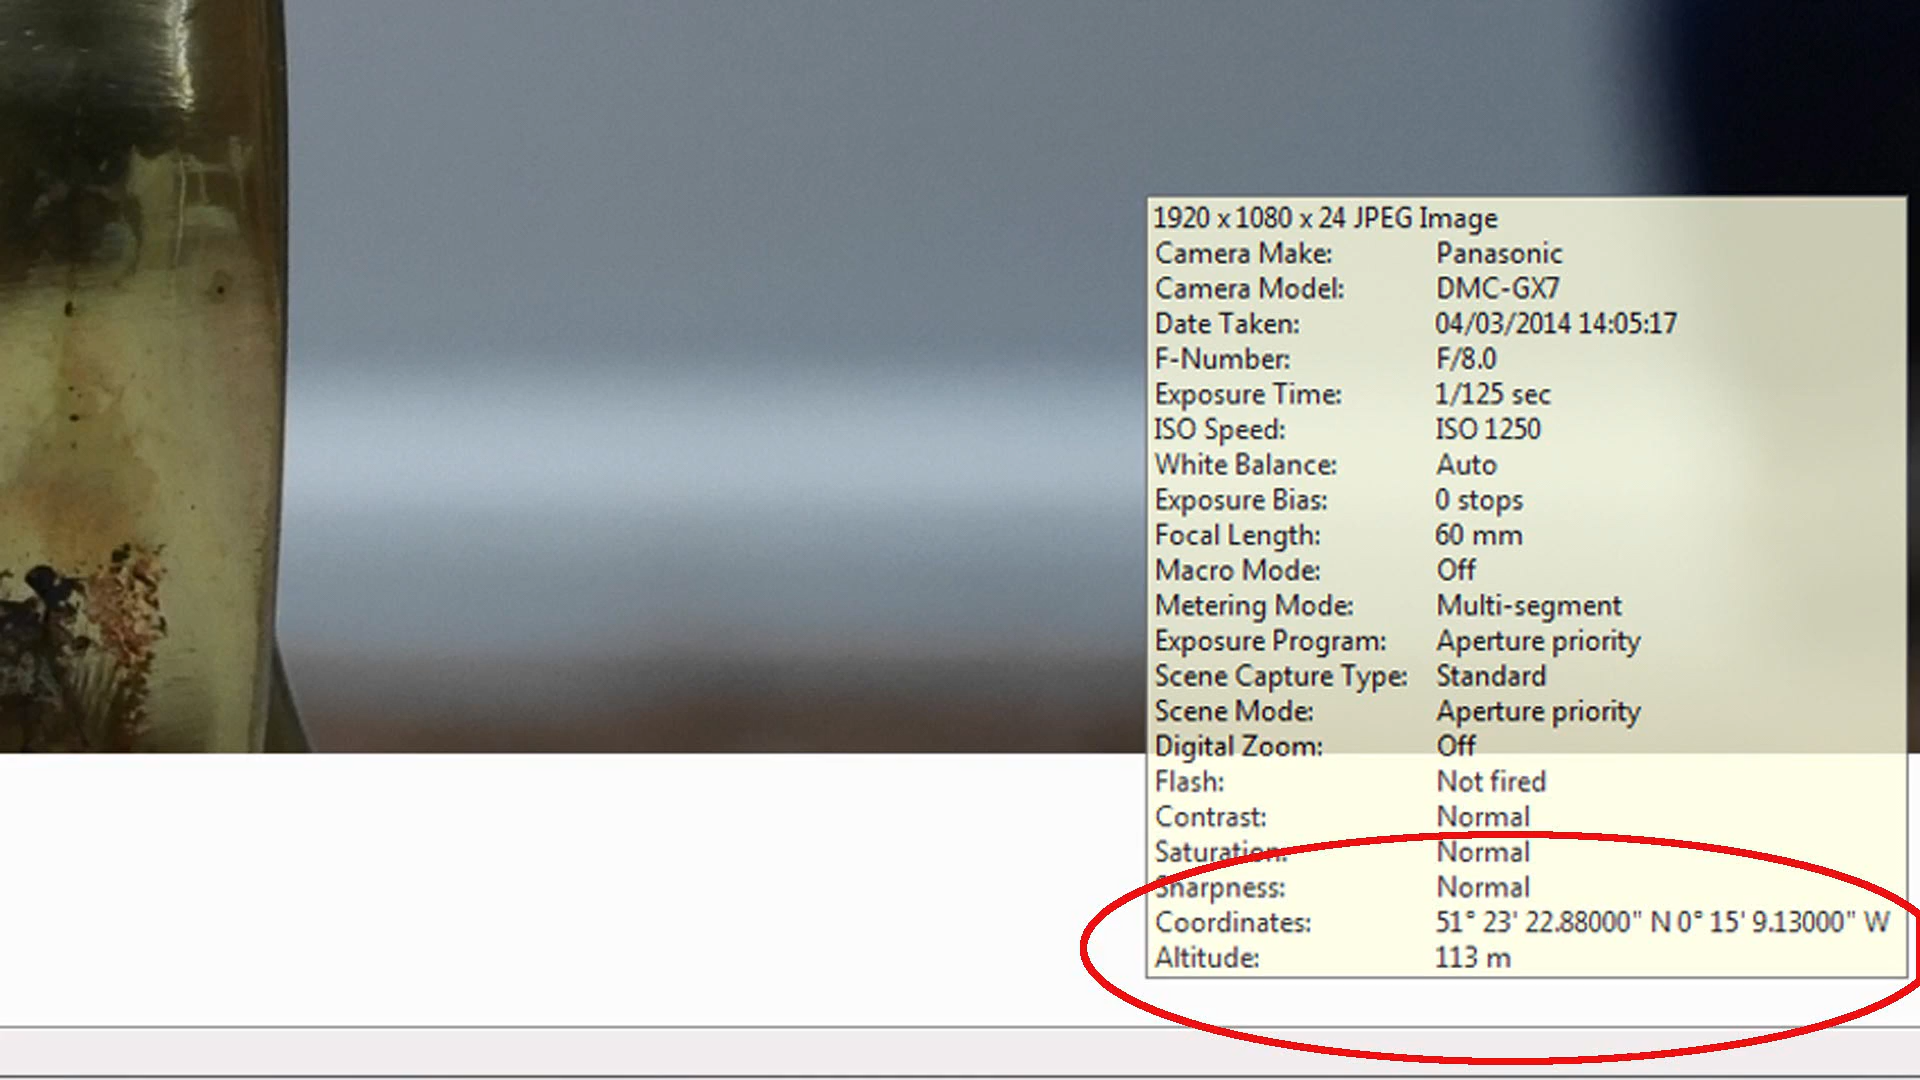 1920 x 1080 x 24 JPEG Image
Camera Make: Panasonic
Camera Model: DMC-GX7
Date Taken: 04/03/2014 14:05:17
F-Number: F/8.0
Exposure Time: 1/125 sec
ISO Speed: ISO 1250
White Balance: Auto
Exposure Bias: 0 stops
Focal Length: 60 mm
Macro Mode: Off
Metering Mode: Multi-segment
Exposure Program: Aperture priority
Scene Capture Type: Standard
Scene Mode: Aperture priority
Digital Zoom: Off
Flash: Not fired
Contrast: Normal
Saturation: Normal
Sharpness: Normal
Coordinates: 51° 23' 22.88000" N 0° 15' 9.13000" W
Altitude: 113 m